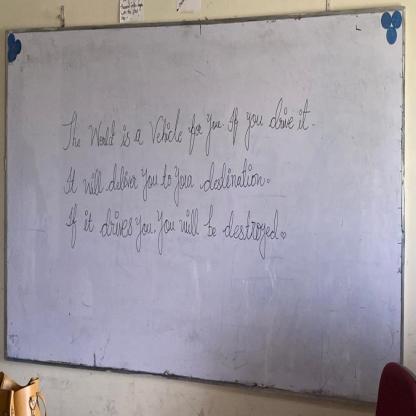 The World is a Vehicle for you. If you drive it.
It will deliver you to your destination.
If it drives you, you will be destroyed.